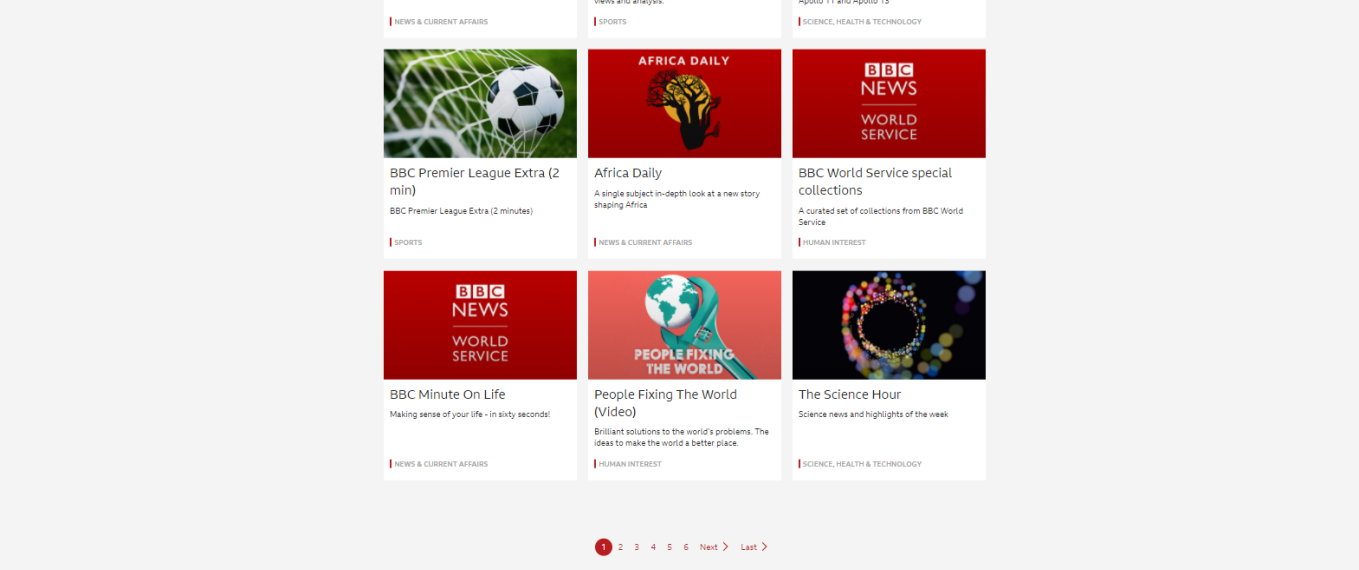 views and analysis.
Apollo 11 and Apollo 13
NEWS & CURRENT AFFAIRS
SPORTS
SCIENCE, HEALTH & TECHNOLOGY
AFRICA DAILY
BBC
NEWS
WORLD
SERVICE
BBC Premier League Extra (2
min)
BBC Premier League Extra (2 minutes)
SPORTS
Africa Daily
A single subject in-depth look at a new story
shaping Africa
NEWS & CURRENT AFFAIRS
BBC World Service special
collections
A curated set of collections from BBC World
Service
HUMAN INTEREST
BBC
NEWS
WORLD
SERVICE
PEOPLE FIXING
THE WORLD
BBC Minute On Life
Making sense of your life - in sixty seconds!
NEWS & CURRENT AFFAIRS
People Fixing The World
(Video)
Brilliant solutions to the world's problems. The
ideas to make the world a better place.
HUMAN INTEREST
The Science Hour
Science news and highlights of the week
SCIENCE, HEALTH & TECHNOLOGY
1 2 3 4 5 6 Next Last